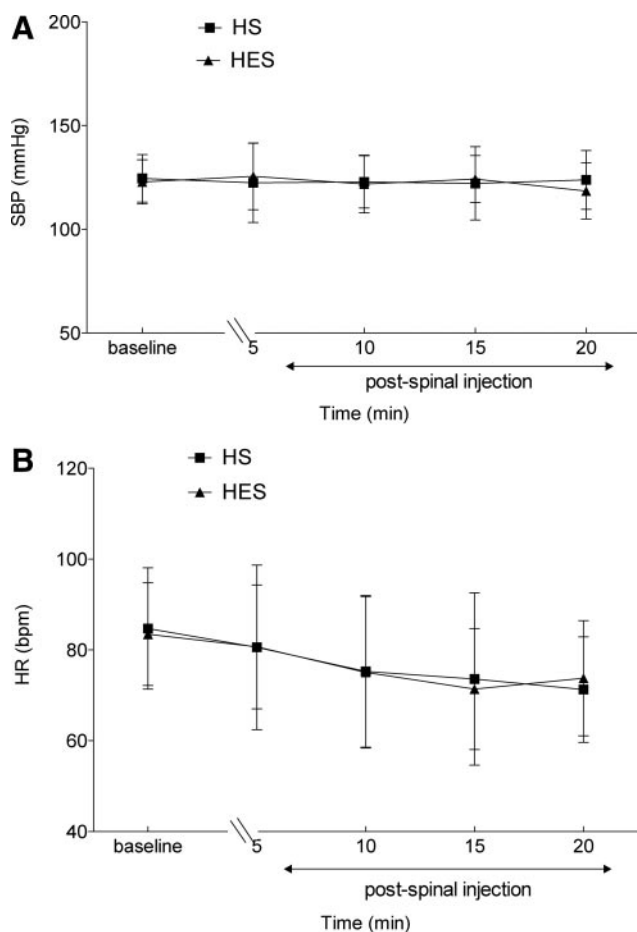 A
HS
HES
SBP (mmHg)
200
150
100
50
baseline
5
10
15
20
post-spinal injection
Time (min)
B
HS
HES
HR (bpm)
120
100
80
60
40
baseline
5
10
15
20
post-spinal injection
Time (min)